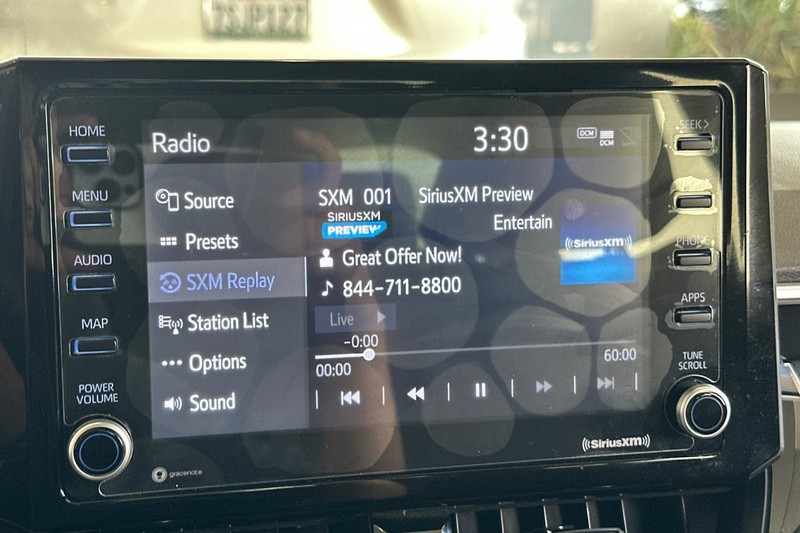 HOME
MENU
AUDIO
MAP
POWER
VOLUME
Radio
3:30
DCM
DCM
Source
Presets
SXM Replay
Station List
Options
Sound
SXM 001
SiriusXM Preview
SIRIUSXM
PREVIEW
Entertain
Great Offer Now!
844-711-8800
Live
-0:00
00:00
60:00
SiriusXM
SiriusXM
gracenote
SEEK >
PHONE
APPS
TUNE
SCROLL